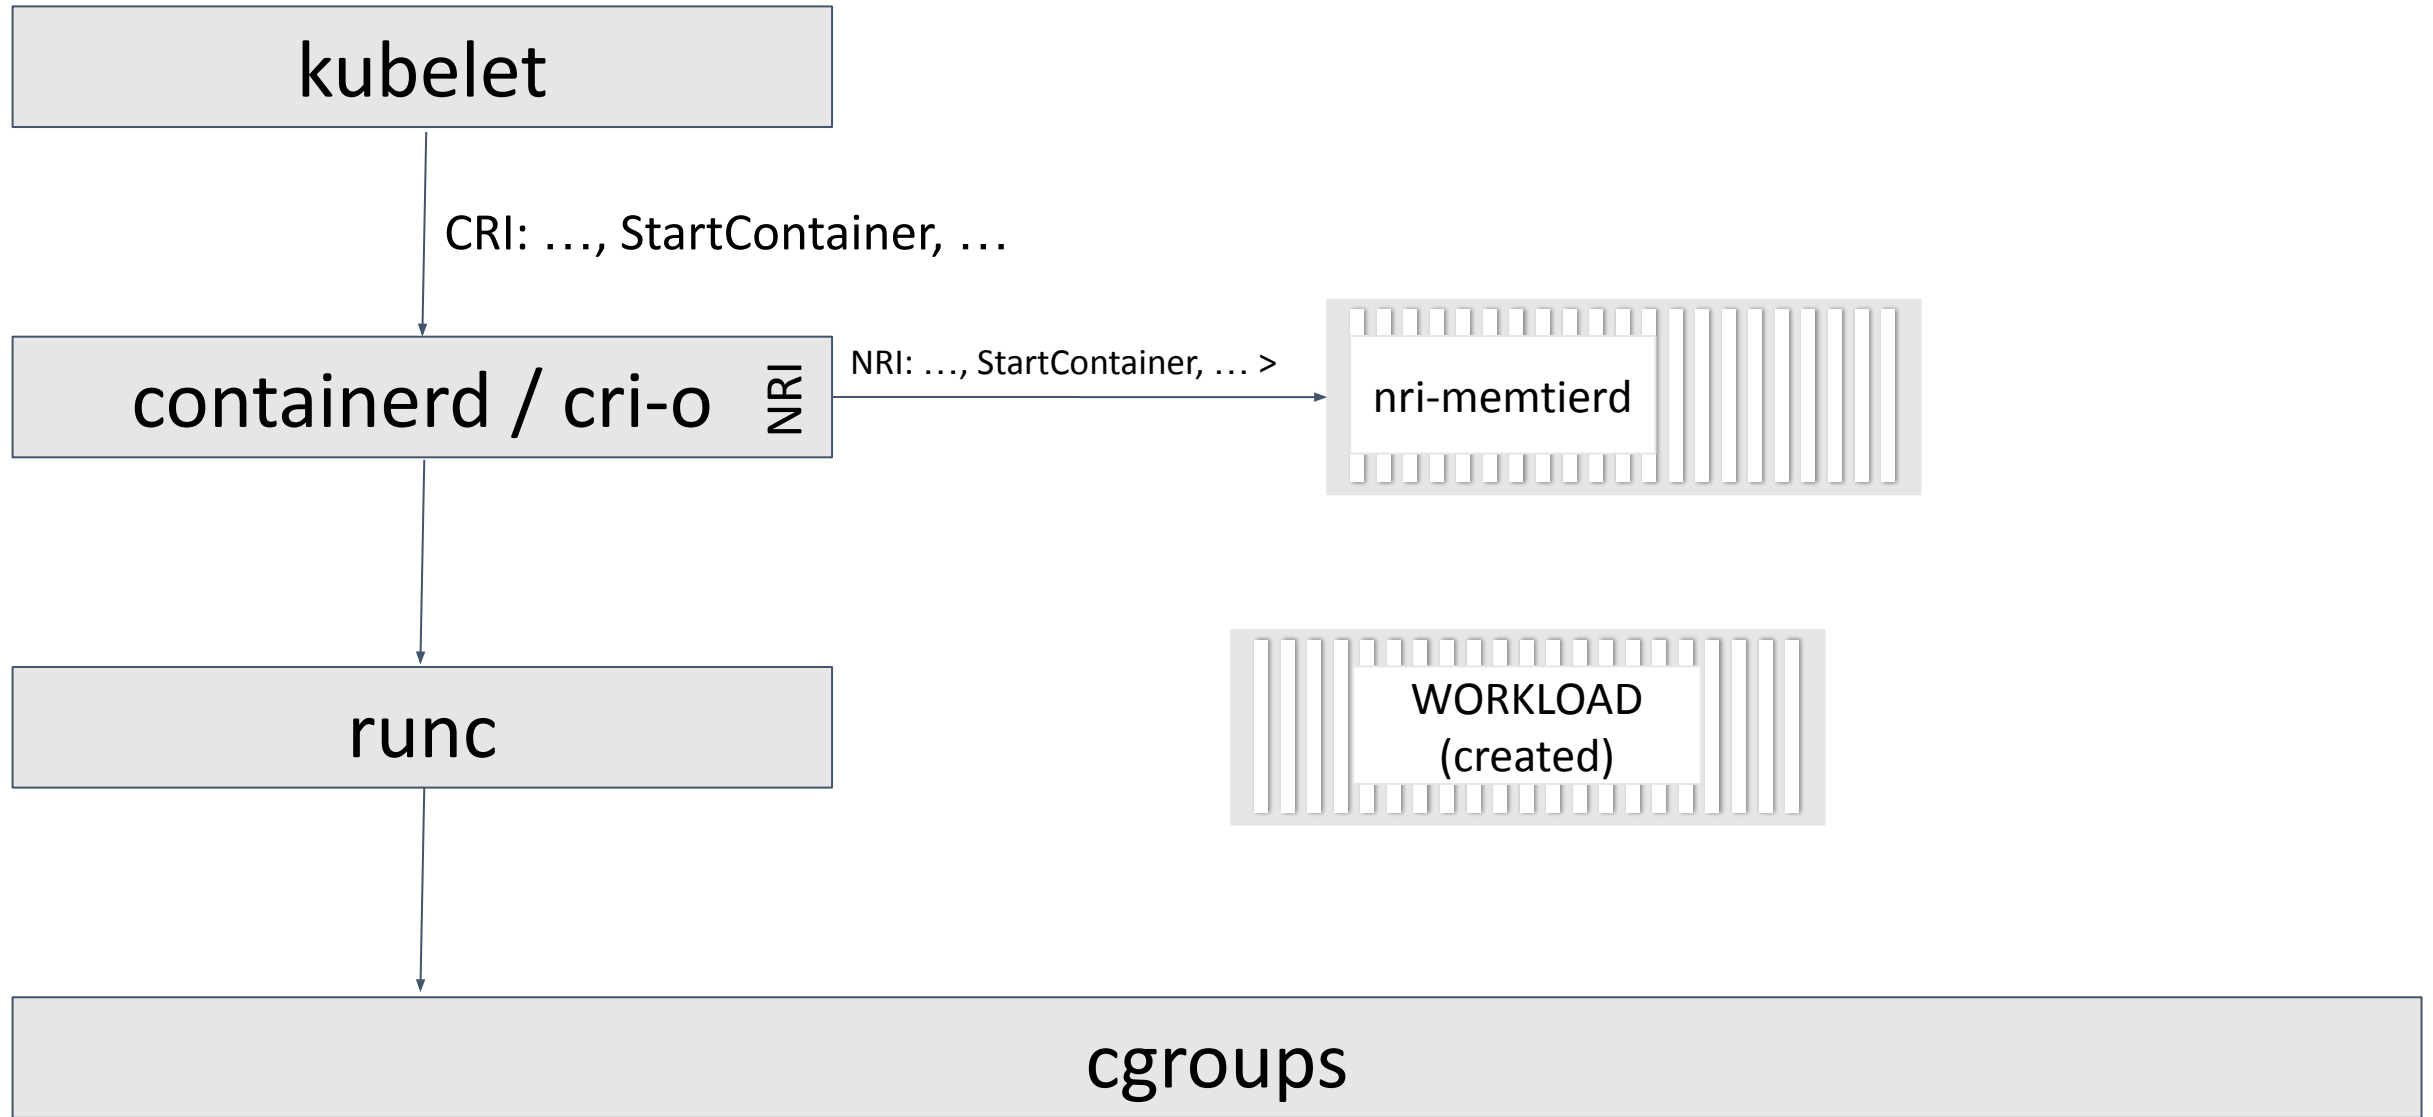 kubelet
CRI: …, StartContainer, …
containerd / cri-o
NRI
NRI: …, StartContainer, … >
nri-memtierd
runc
WORKLOAD
(created)
cgroups